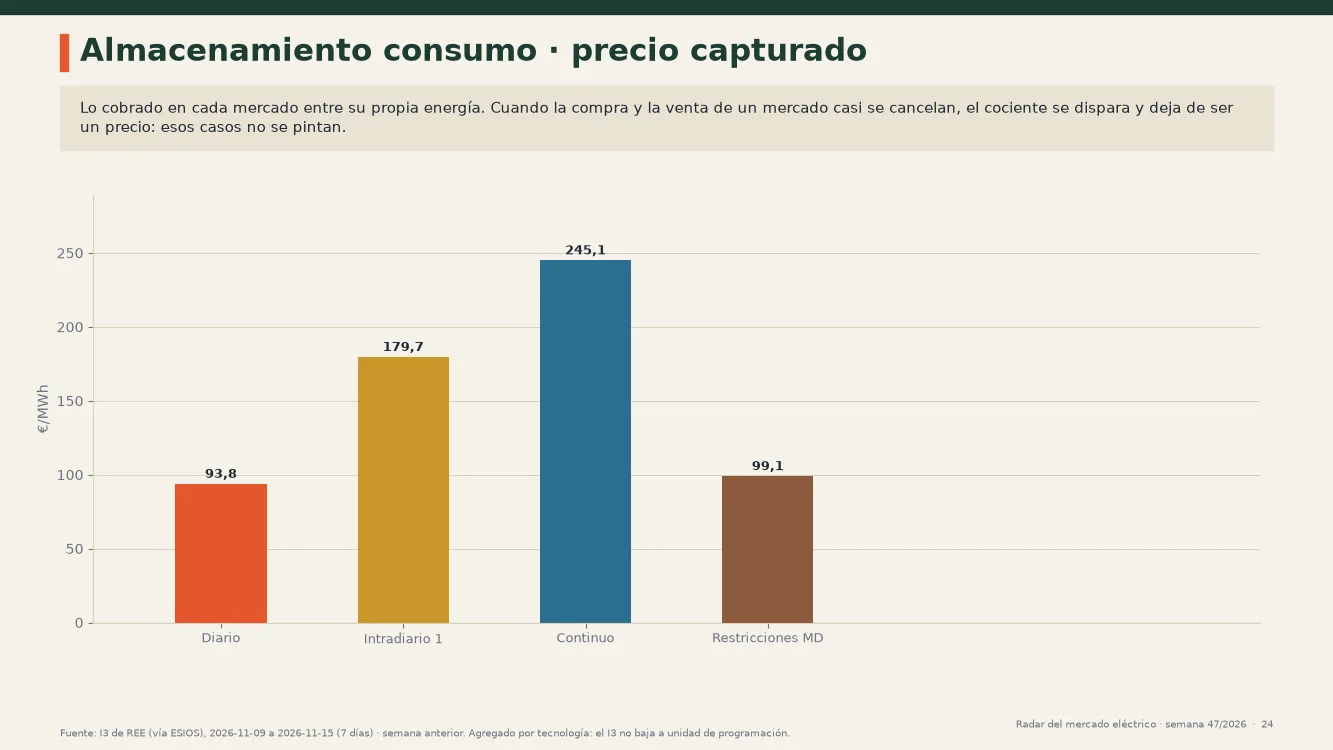 Almacenamiento consumo · precio capturado
Lo cobrado en cada mercado entre su propia energía. Cuando la compra y la venta de un mercado casi se cancelan, el cociente se dispara y deja de ser
un precio: esos casos no se pintan.
€/MWh
250
200
150
100
50
0
93,8
179,7
245,1
99,1
Diario
Intradiario 1
Continuo
Restricciones MD
Fuente: I3 de REE (vía ESIOS), 2026-11-09 a 2026-11-15 (7 días) · semana anterior. Agregado por tecnología: el I3 no baja a unidad de programación.
Radar del mercado eléctrico · semana 47/2026 · 24